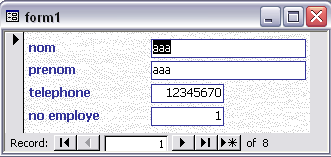 form1
nom aaa
prenom aaa
telephone 12345670
no employe 1
Record: 1 of 8